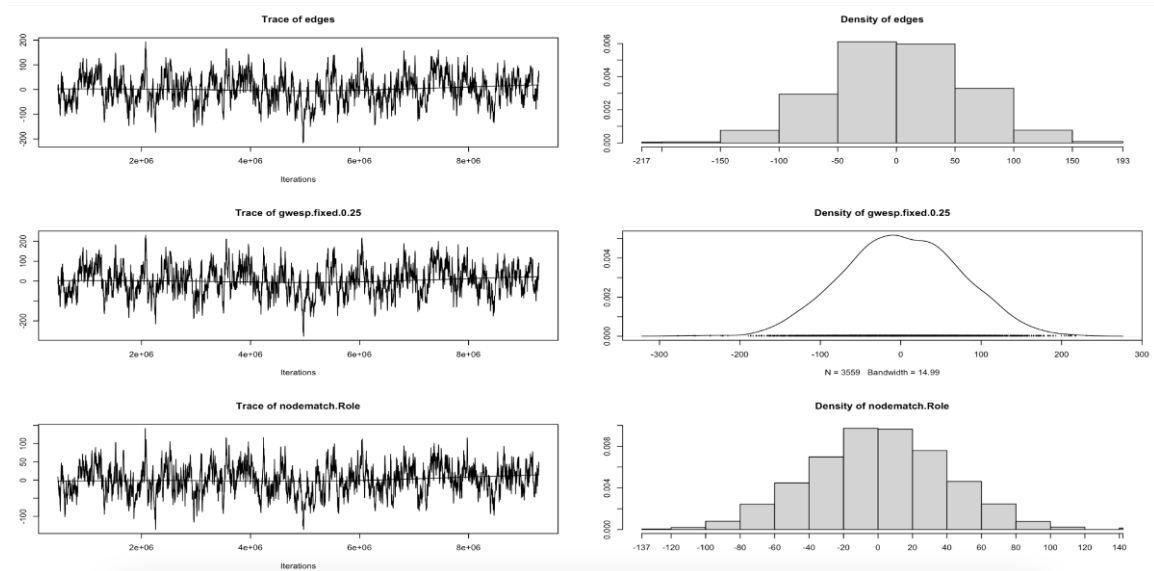 Trace of edges
200
100
0
-100
-200
2e+06 4e+06 6e+06 8e+06
Iterations
Density of edges
0.006
0.004
0.002
0.000
-217 -150 -100 -50 0 50 100 150 193
Trace of gwesp.fixed.0.25
200
100
0
-200
2e+06 4e+06 6e+06 8e+06
Iterations
Density of gwesp.fixed.0.25
0.004
0.002
0.000
-300 -200 -100 0 100 200 300
N = 3559 Bandwidth = 14.99
Trace of nodematch.Role
100
50
0
-100
2e+06 4e+06 6e+06 8e+06
Iterations
Density of nodematch.Role
0.008
0.004
0.000
-137 -120 -100 -80 -60 -40 -20 0 20 40 60 80 100 120 140